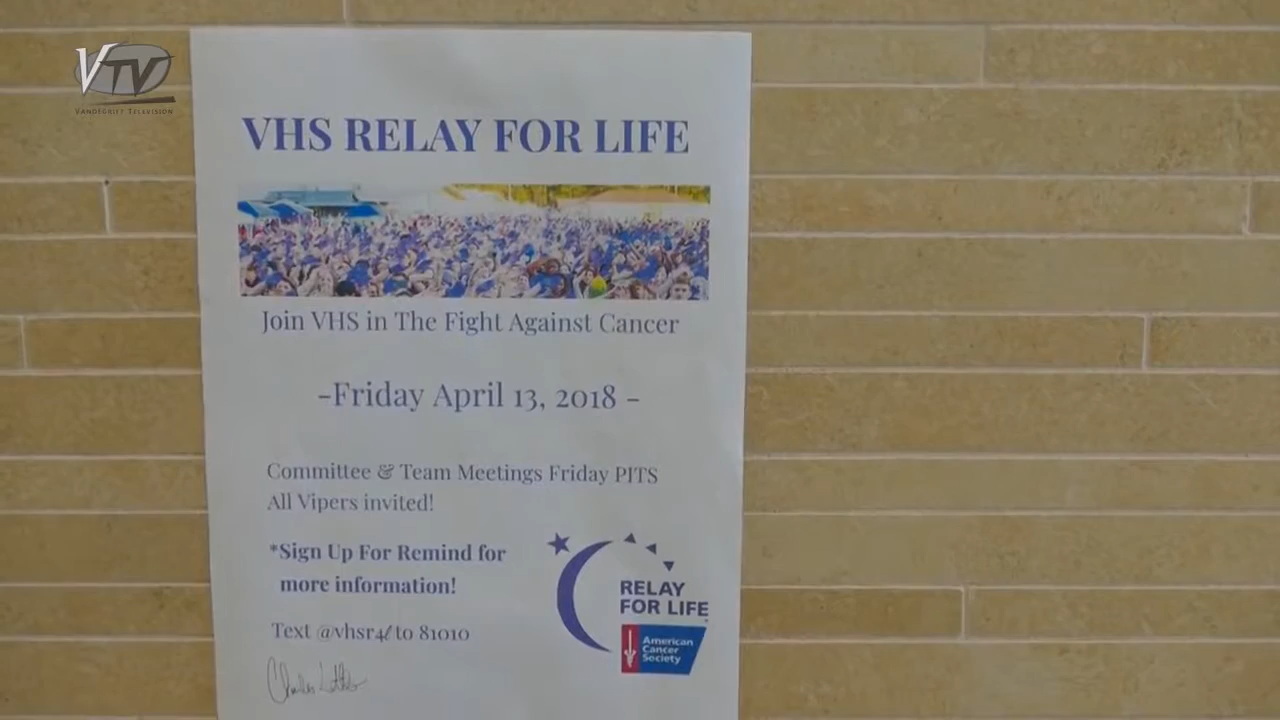 VTV
VANDEGRIFT TELEVISION
VHS RELAY FOR LIFE
Join VHS in The Fight Against Cancer
-Friday April 13, 2018 -
Committee & Team Meetings Friday PITS
All Vipers invited!
*Sign Up For Remind for
more information!
Text @vhsr4l to 81010
RELAY
FOR LIFE
American
Cancer
Society